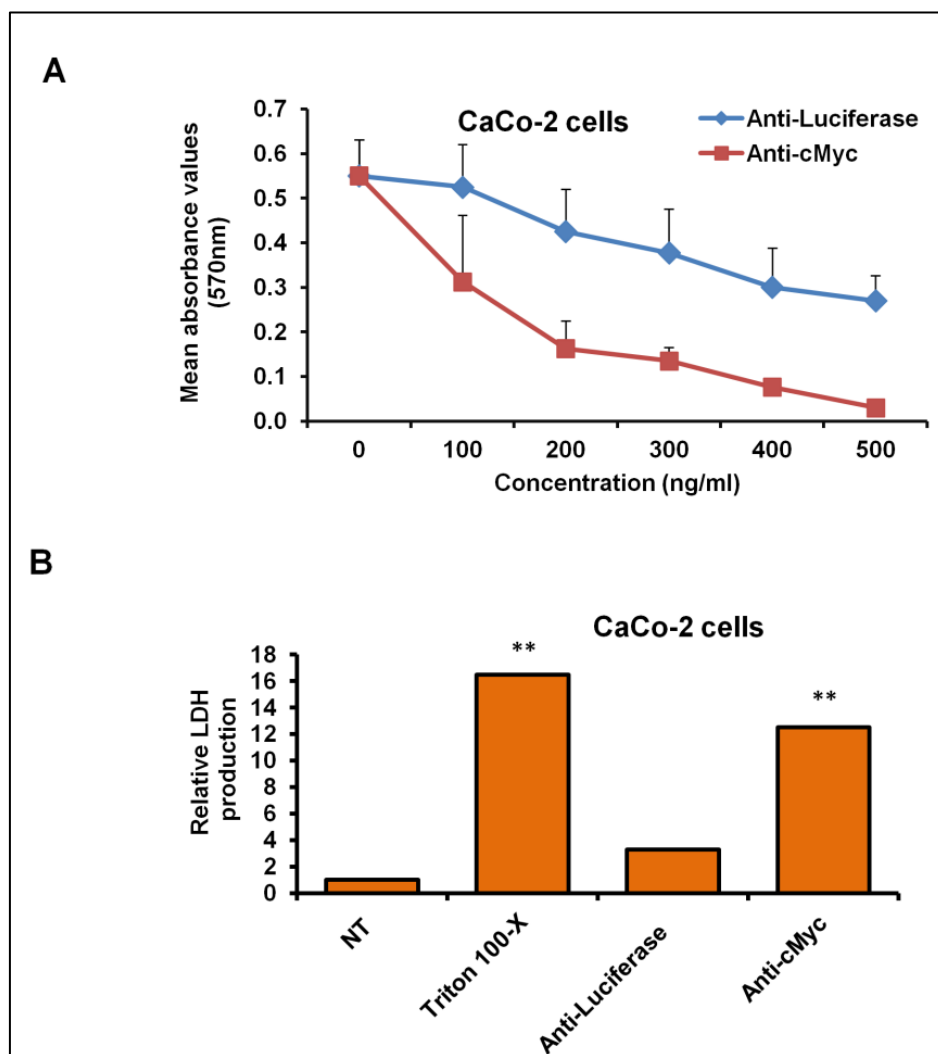 A
CaCo-2 cells
Anti-Luciferase
Anti-cMyc
Mean absorbance values
(570nm)
0.7
0.6
0.5
0.4
0.3
0.2
0.1
0.0
0 100 200 300 400 500
Concentration (ng/ml)
B
CaCo-2 cells
Relative LDH
production
18
16
14
12
10
8
6
4
2
0
**
**
NT
Triton 100-X
Anti-Luciferase
Anti-cMyc